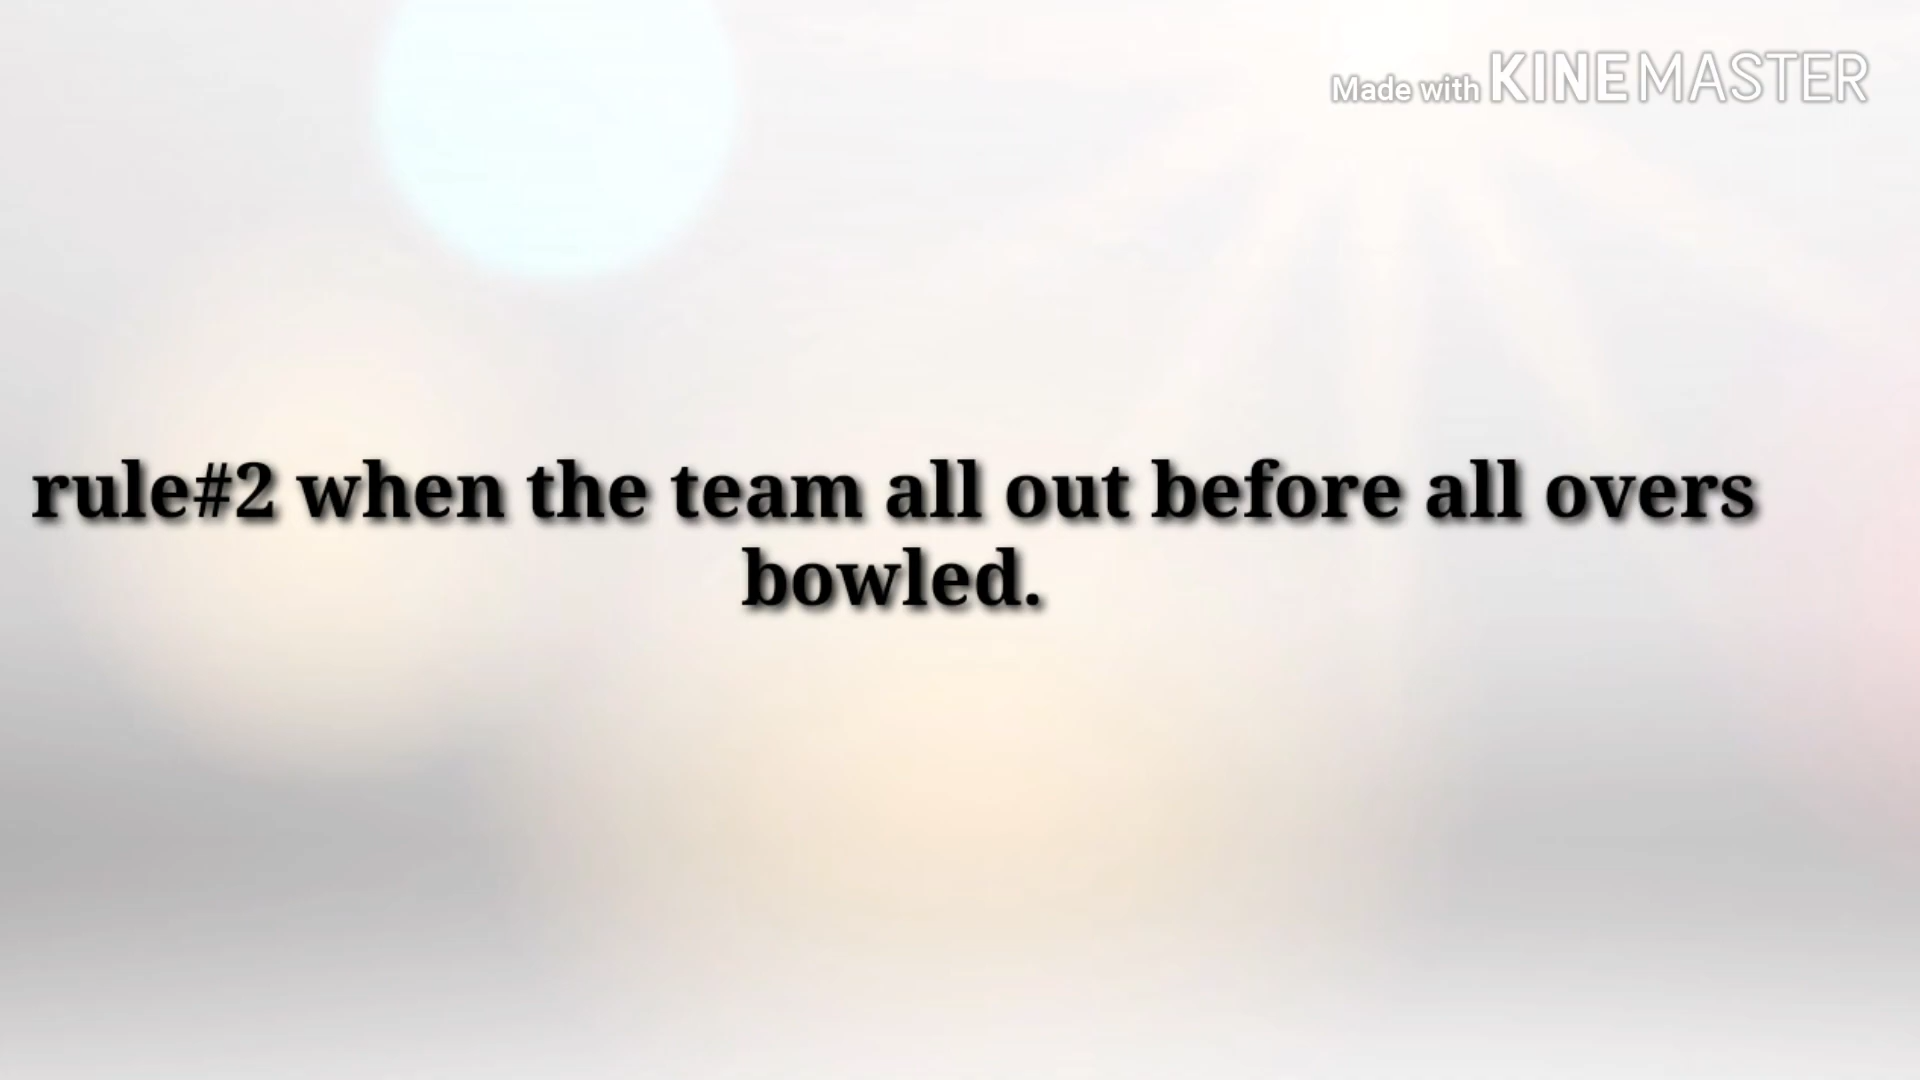 Made with KINEMASTER
rule#2 when the team all out before all overs
bowled.